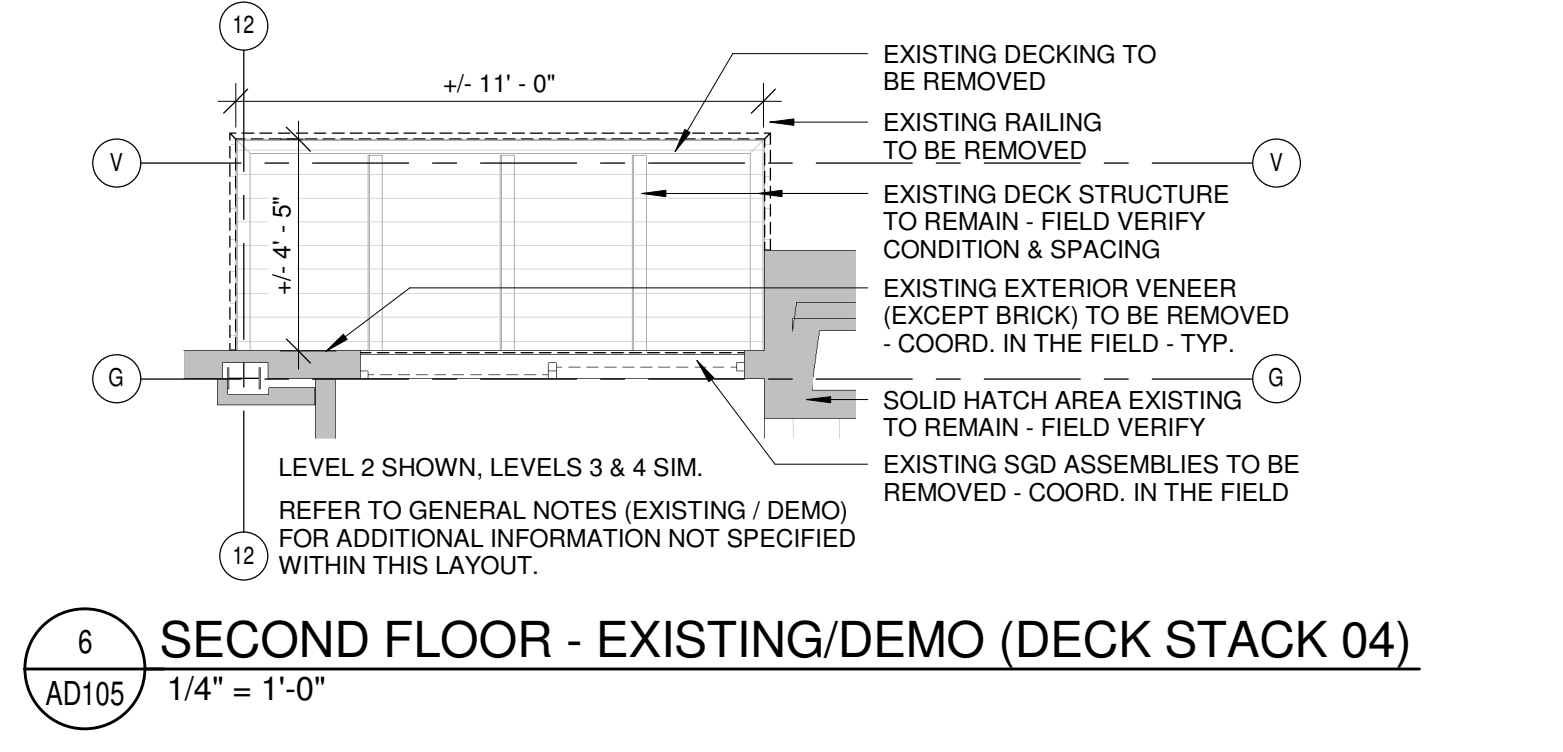 12
+/- 11' - 0"
EXISTING DECKING TO
BE REMOVED
EXISTING RAILING
TO BE REMOVED
V
V
EXISTING DECK STRUCTURE
TO REMAIN - FIELD VERIFY
CONDITION & SPACING
+/- 4' - 5"
EXISTING EXTERIOR VENEER
(EXCEPT BRICK) TO BE REMOVED
- COORD. IN THE FIELD - TYP.
G
G
SOLID HATCH AREA EXISTING
TO REMAIN - FIELD VERIFY
EXISTING SGD ASSEMBLIES TO BE
REMOVED - COORD. IN THE FIELD
LEVEL 2 SHOWN, LEVELS 3 & 4 SIM.
REFER TO GENERAL NOTES (EXISTING / DEMO)
FOR ADDITIONAL INFORMATION NOT SPECIFIED
WITHIN THIS LAYOUT.
12
6
AD105
SECOND FLOOR - EXISTING/DEMO (DECK STACK 04)
1/4" = 1'-0"